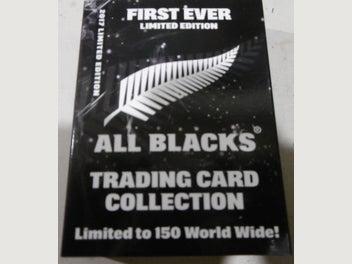 2017 LIMITED EDITION
FIRST EVER
LIMITED EDITION
ALL BLACKS®
TRADING CARD
COLLECTION
Limited to 150 World Wide!